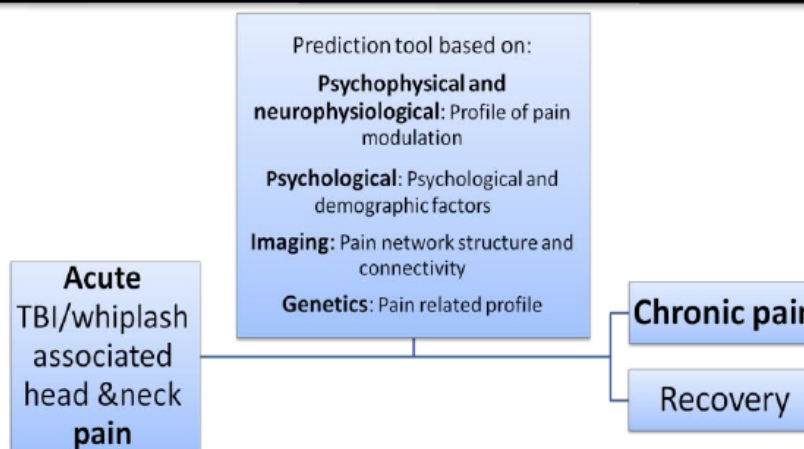 Prediction tool based on:
Psychophysical and
neurophysiological: Profile of pain
modulation
Psychological: Psychological and
demographic factors
Imaging: Pain network structure and
connectivity
Genetics: Pain related profile
Acute
TBI/whiplash
associated
head &neck
pain
Chronic pain
Recovery